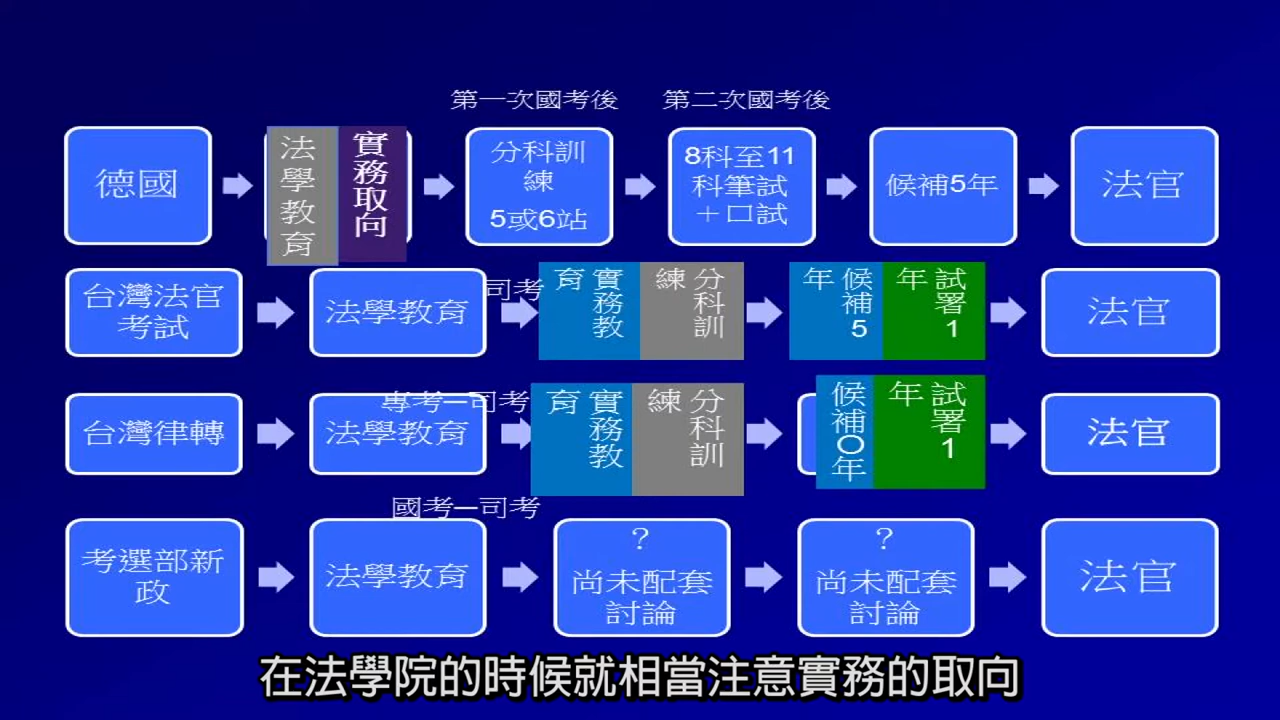 第一次國考後
第二次國考後
德國
法學教育
實務取向
分科訓
練
5或6站
8科至11
科筆試
＋口試
候補5年
法官
台灣法官
考試
法學教育
司考
實務教
育
分科訓
練
候補5
年
試署1
年
法官
台灣律轉
專考—司考
法學教育
實務教
育
分科訓
練
候補〇年
試署1
年
法官
考選部新
政
國考—司考
法學教育
？
尚未配套
討論
？
尚未配套
討論
法官
在法學院的時候就相當注意實務的取向